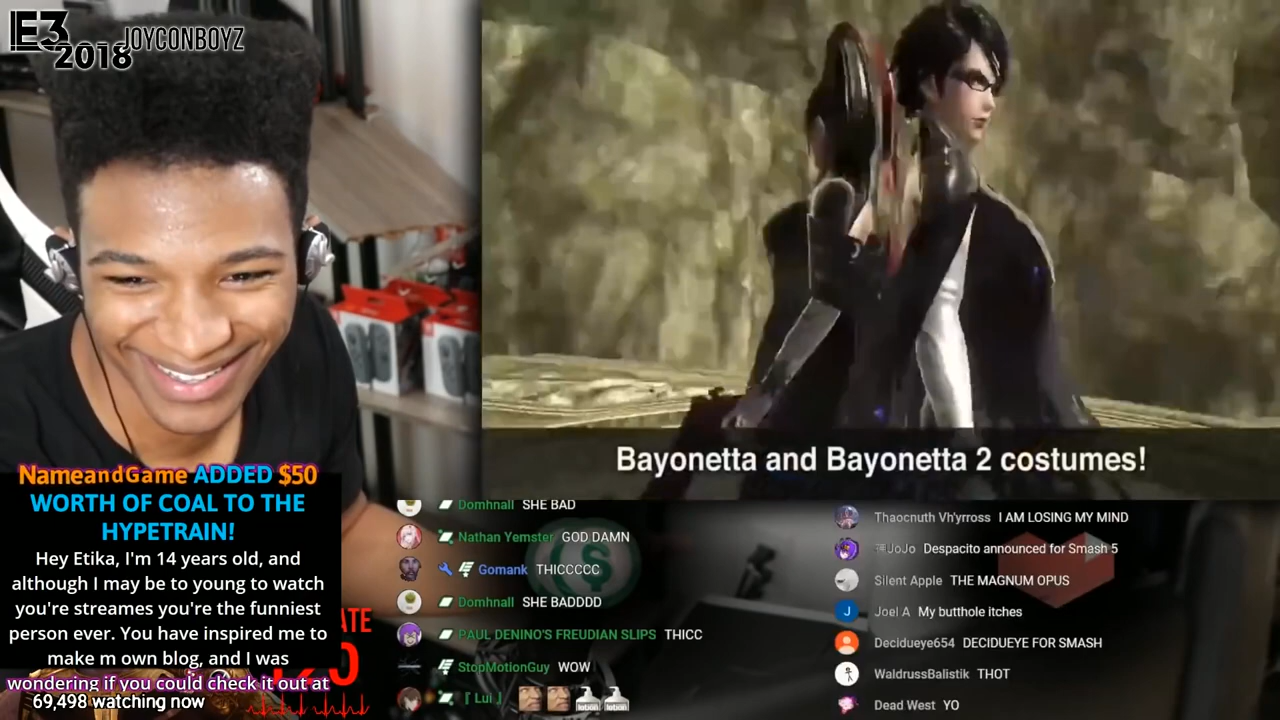 E3
2018
JOYCONBOYZ
Bayonetta and Bayonetta 2 costumes!
NameandGame ADDED $50
WORTH OF COAL TO THE
HYPETRAIN!
Hey Etika, I'm 14 years old, and
although I may be to young to watch
you're streames you're the funniest
person ever. You have inspired me to
make m own blog, and I was
wondering if you could check it out at
69,498 watching now
Domhnall SHE BAD
Nathan Yemster GOD DAMN
Gomank THICCCCC
Domhnall SHE BADDDD
PAUL DENINO'S FREUDIAN SLIPS THICC
StopMotionGuy WOW
『 Lui 』
Thaocnuth Vh'yrross I AM LOSING MY MIND
JoJo Despacito announced for Smash 5
Silent Apple THE MAGNUM OPUS
J Joel A My butthole itches
Decidueye654 DECIDUEYE FOR SMASH
WaldrussBalistik THOT
Dead West YO